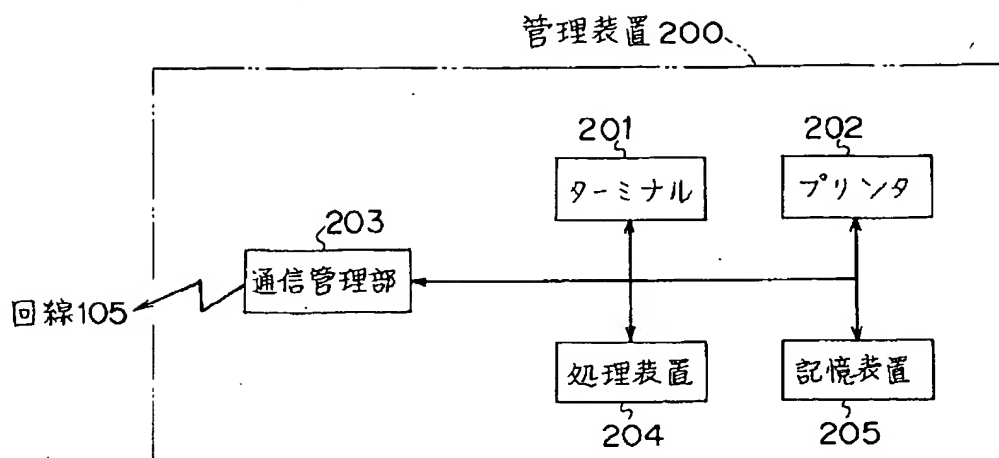 管理装置200
201
ターミナル
202
プリンタ
203
通信管理部
回線105
処理装置
204
記憶装置
205